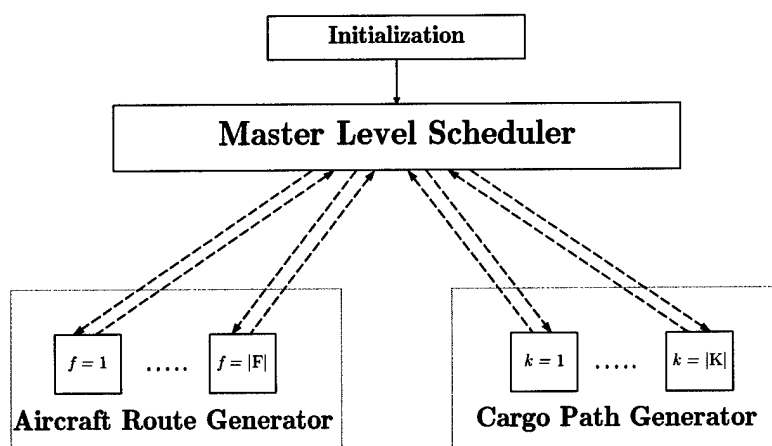 Initialization
Master Level Scheduler
f = 1 ..... f = |F|
k = 1 ..... k = |K|
Aircraft Route Generator
Cargo Path Generator